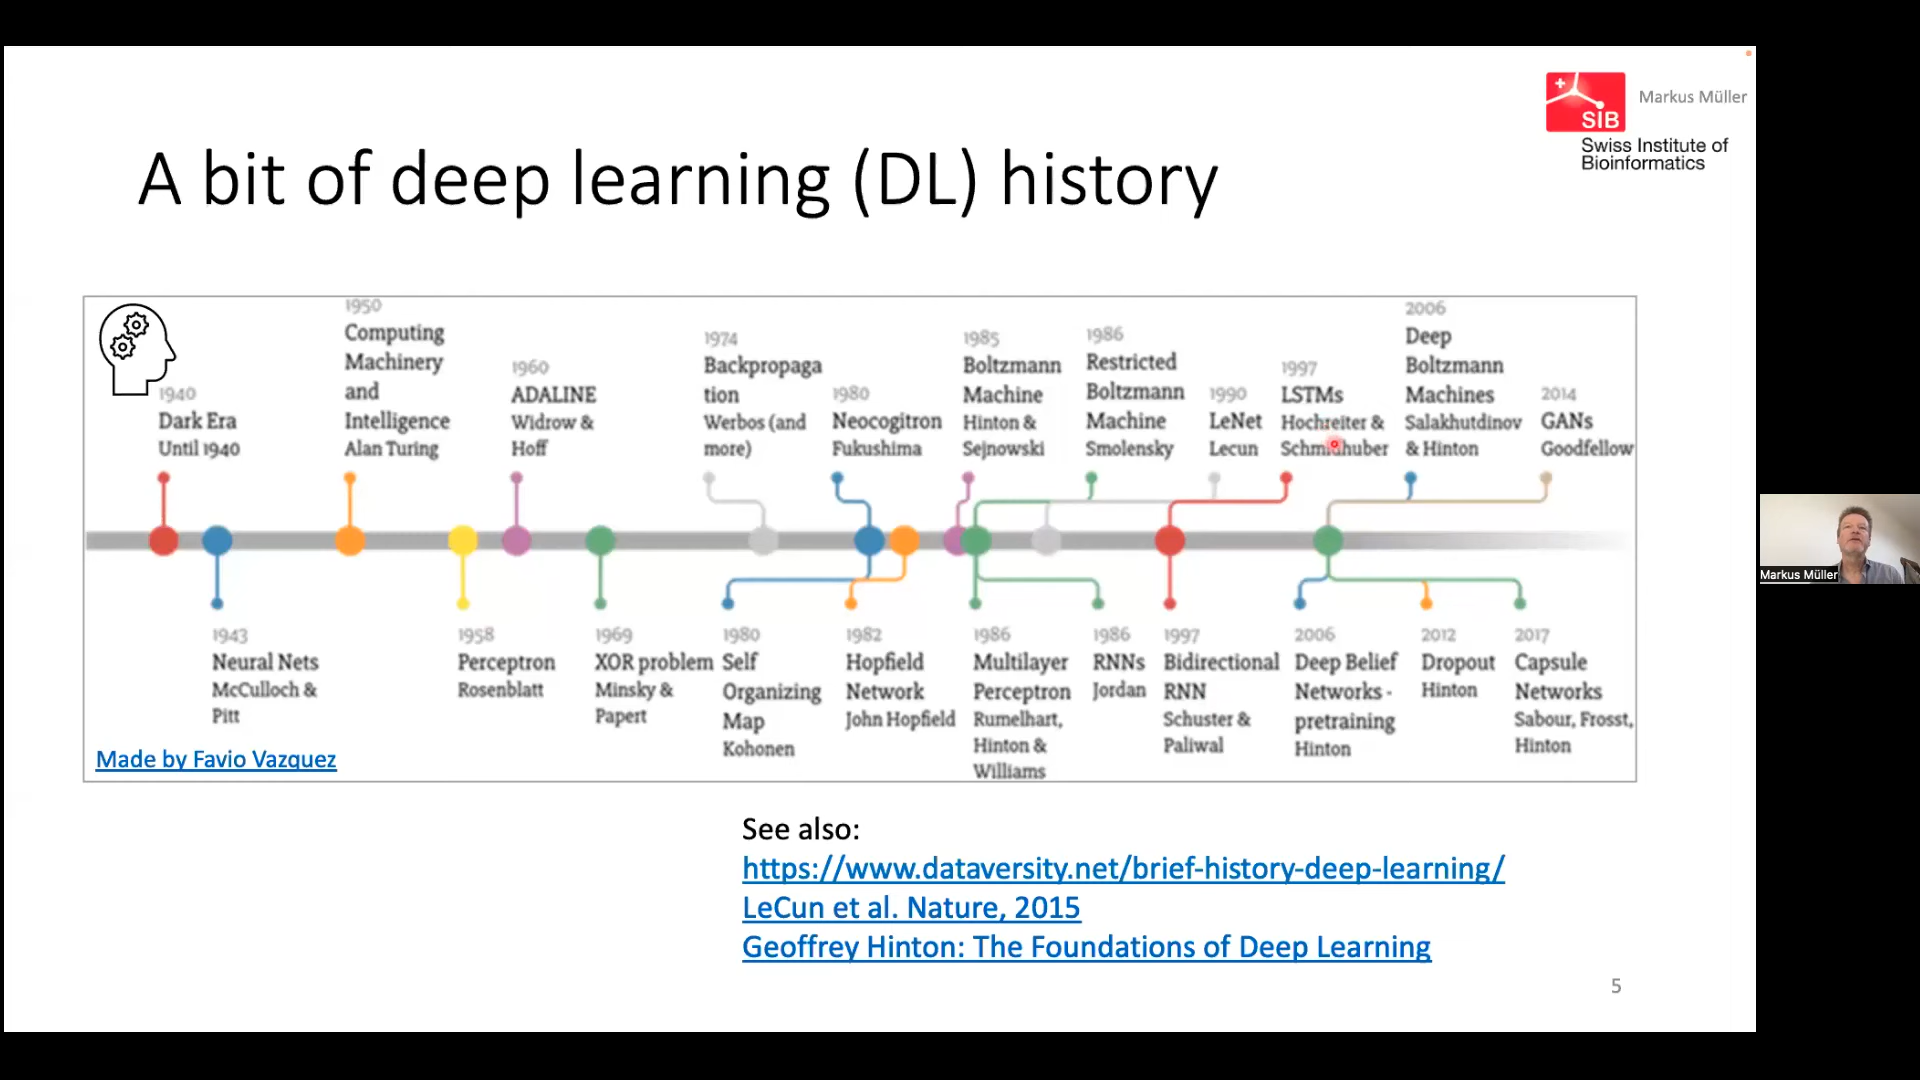 SIB
Markus Müller
Swiss Institute of
Bioinformatics
A bit of deep learning (DL) history
1940
Dark Era
Until 1940
1950
Computing
Machinery
and
Intelligence
Alan Turing
1960
ADALINE
Widrow &
Hoff
1974
Backpropaga
tion
Werbos (and
more)
1980
Neocogitron
Fukushima
1985
Boltzmann
Machine
Hinton &
Sejnowski
1986
Restricted
Boltzmann
Machine
Smolensky
1990
LeNet
Lecun
1997
LSTMs
Hochreiter &
Schmidhuber
2006
Deep
Boltzmann
Machines
Salakhutdinov
& Hinton
2014
GANs
Goodfellow
1943
Neural Nets
McCulloch &
Pitt
1958
Perceptron
Rosenblatt
1969
XOR problem
Minsky &
Papert
1980
Self
Organizing
Map
Kohonen
1982
Hopfield
Network
John Hopfield
1986
Multilayer
Perceptron
Rumelhart,
Hinton &
Williams
1986
RNNs
Jordan
1997
Bidirectional
RNN
Schuster &
Paliwal
2006
Deep Belief
Networks -
pretraining
Hinton
2012
Dropout
Hinton
2017
Capsule
Networks
Sabour, Frosst,
Hinton
Made by Favio Vazquez
See also:
https://www.dataversity.net/brief-history-deep-learning/
LeCun et al. Nature, 2015
Geoffrey Hinton: The Foundations of Deep Learning
5
Markus Müller